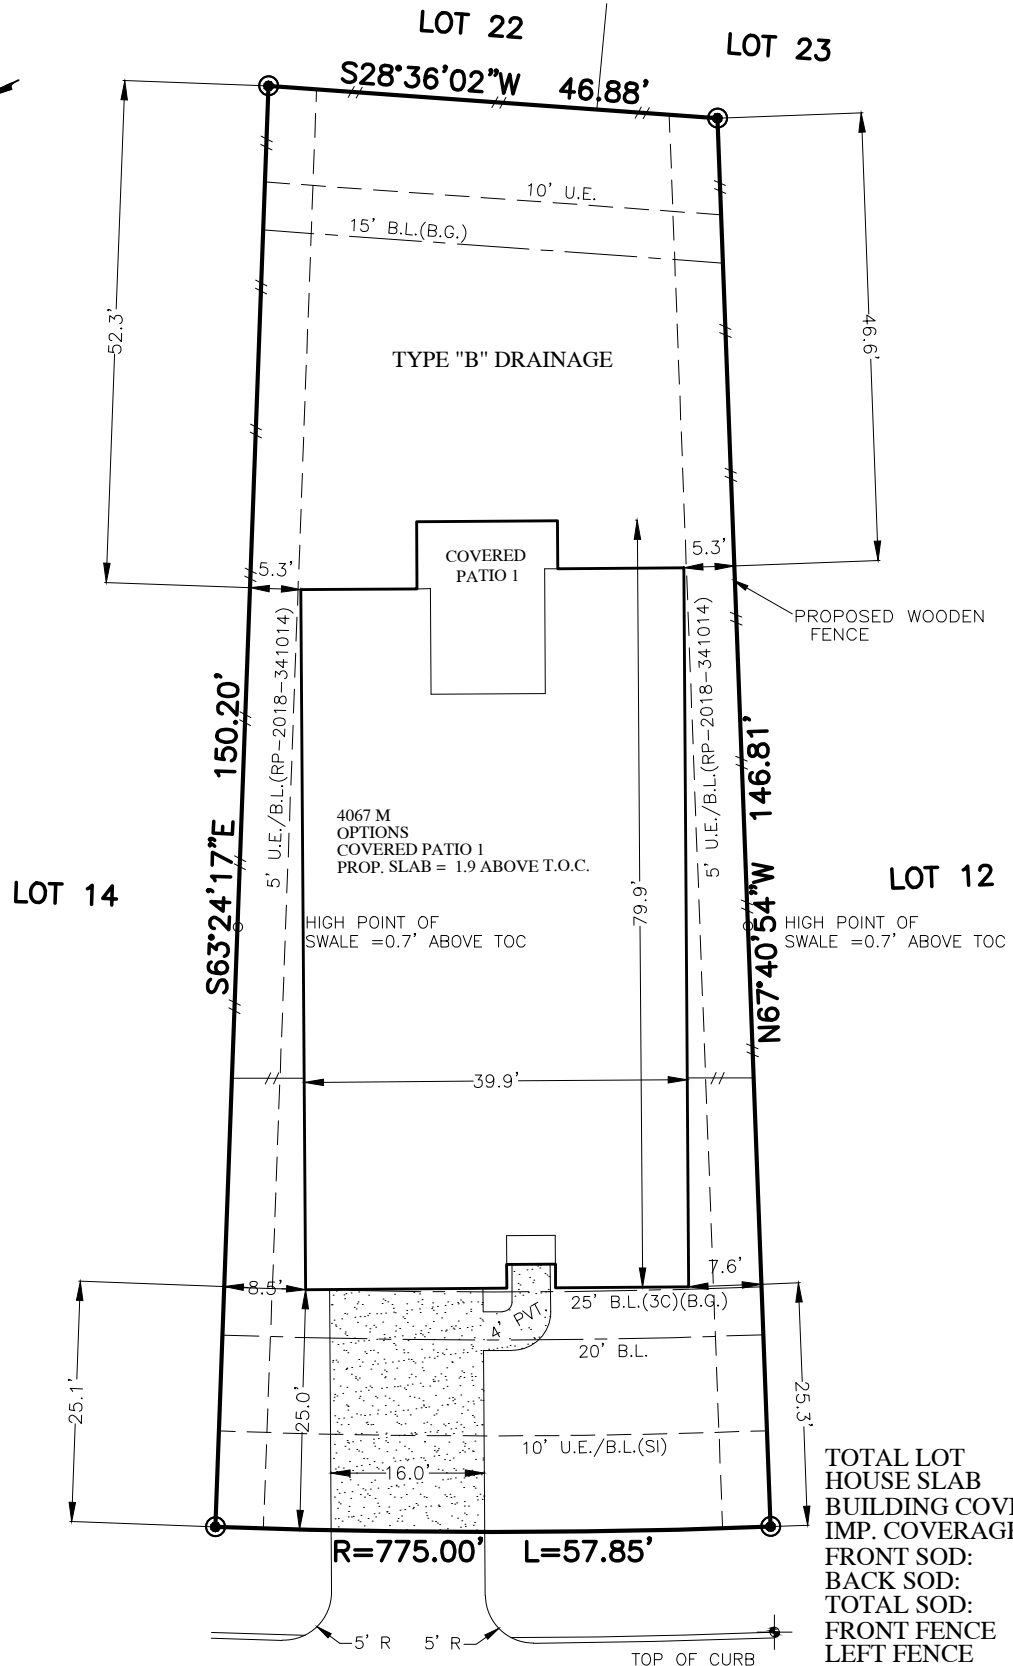 LOT 22
LOT 23
S28°36'02"W 46.88'
10' U.E.
15' B.L.(B.G.)
52.3'
46.6'
TYPE "B" DRAINAGE
COVERED
PATIO 1
5.3'
5.3'
PROPOSED WOODEN
FENCE
5' U.E./B.L.(RP-2018-341014)
5' U.E./B.L.(RP-2018-341014)
S63°24'17"E 150.20'
N67°40'54"W 146.81'
4067 M
OPTIONS
COVERED PATIO 1
PROP. SLAB = 1.9 ABOVE T.O.C.
79.9'
LOT 14
LOT 12
HIGH POINT OF
SWALE =0.7' ABOVE TOC
HIGH POINT OF
SWALE =0.7' ABOVE TOC
39.9'
8.5'
7.6'
25' B.L.(3C)(B.G.)
4' PVT.
20' B.L.
25.1'
25.0'
25.3'
10' U.E./B.L.(SI)
16.0'
R=775.00' L=57.85'
5' R 5' R
TOP OF CURB
TOTAL LOT
HOUSE SLAB
BUILDING COV
IMP. COVERAGE
FRONT SOD:
BACK SOD:
TOTAL SOD:
FRONT FENCE
LEFT FENCE